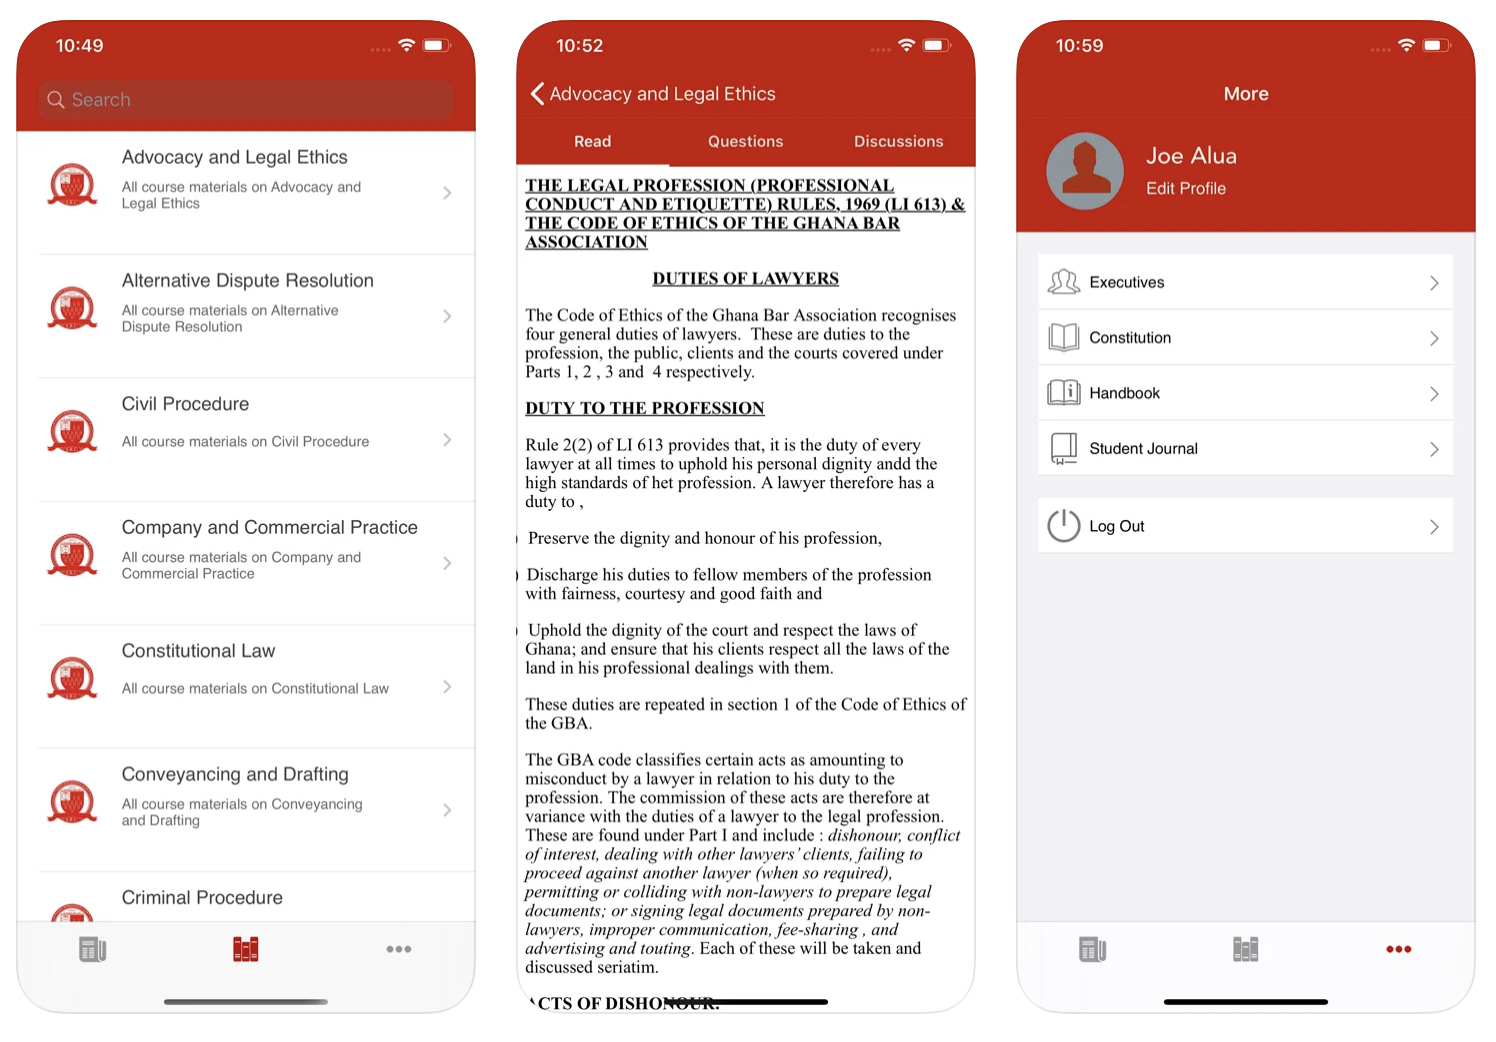 10:49
Search
Advocacy and Legal Ethics
All course materials on Advocacy and
Legal Ethics
Alternative Dispute Resolution
All course materials on Alternative
Dispute Resolution
Civil Procedure
All course materials on Civil Procedure
Company and Commercial Practice
All course materials on Company and
Commercial Practice
Constitutional Law
All course materials on Constitutional Law
Conveyancing and Drafting
All course materials on Conveyancing
and Drafting
Criminal Procedure
10:52
Advocacy and Legal Ethics
Read Questions Discussions
THE LEGAL PROFESSION (PROFESSIONAL
CONDUCT AND ETIQUETTE) RULES, 1969 (LI 613) &
THE CODE OF ETHICS OF THE GHANA BAR
ASSOCIATION
DUTIES OF LAWYERS
The Code of Ethics of the Ghana Bar Association recognises
four general duties of lawyers. These are duties to the
profession, the public, clients and the courts covered under
Parts 1, 2 , 3 and 4 respectively.
DUTY TO THE PROFESSION
Rule 2(2) of LI 613 provides that, it is the duty of every
lawyer at all times to uphold his personal dignity andd the
high standards of het profession. A lawyer therefore has a
duty to ,
) Preserve the dignity and honour of his profession,
) Discharge his duties to fellow members of the profession
with fairness, courtesy and good faith and
) Uphold the dignity of the court and respect the laws of
Ghana; and ensure that his clients respect all the laws of the
land in his professional dealings with them.
These duties are repeated in section 1 of the Code of Ethics of
the GBA.
The GBA code classifies certain acts as amounting to
misconduct by a lawyer in relation to his duty to the
profession. The commission of these acts are therefore at
variance with the duties of a lawyer to the legal profession.
These are found under Part I and include : dishonour, conflict
of interest, dealing with other lawyers' clients, failing to
proceed against another lawyer (when so required),
permitting or colliding with non-lawyers to prepare legal
documents; or signing legal documents prepared by non-
lawyers, improper communication, fee-sharing , and
advertising and touting. Each of these will be taken and
discussed seriatim.
ACTS OF DISHONOUR.
10:59
More
Joe Alua
Edit Profile
Executives
Constitution
Handbook
Student Journal
Log Out